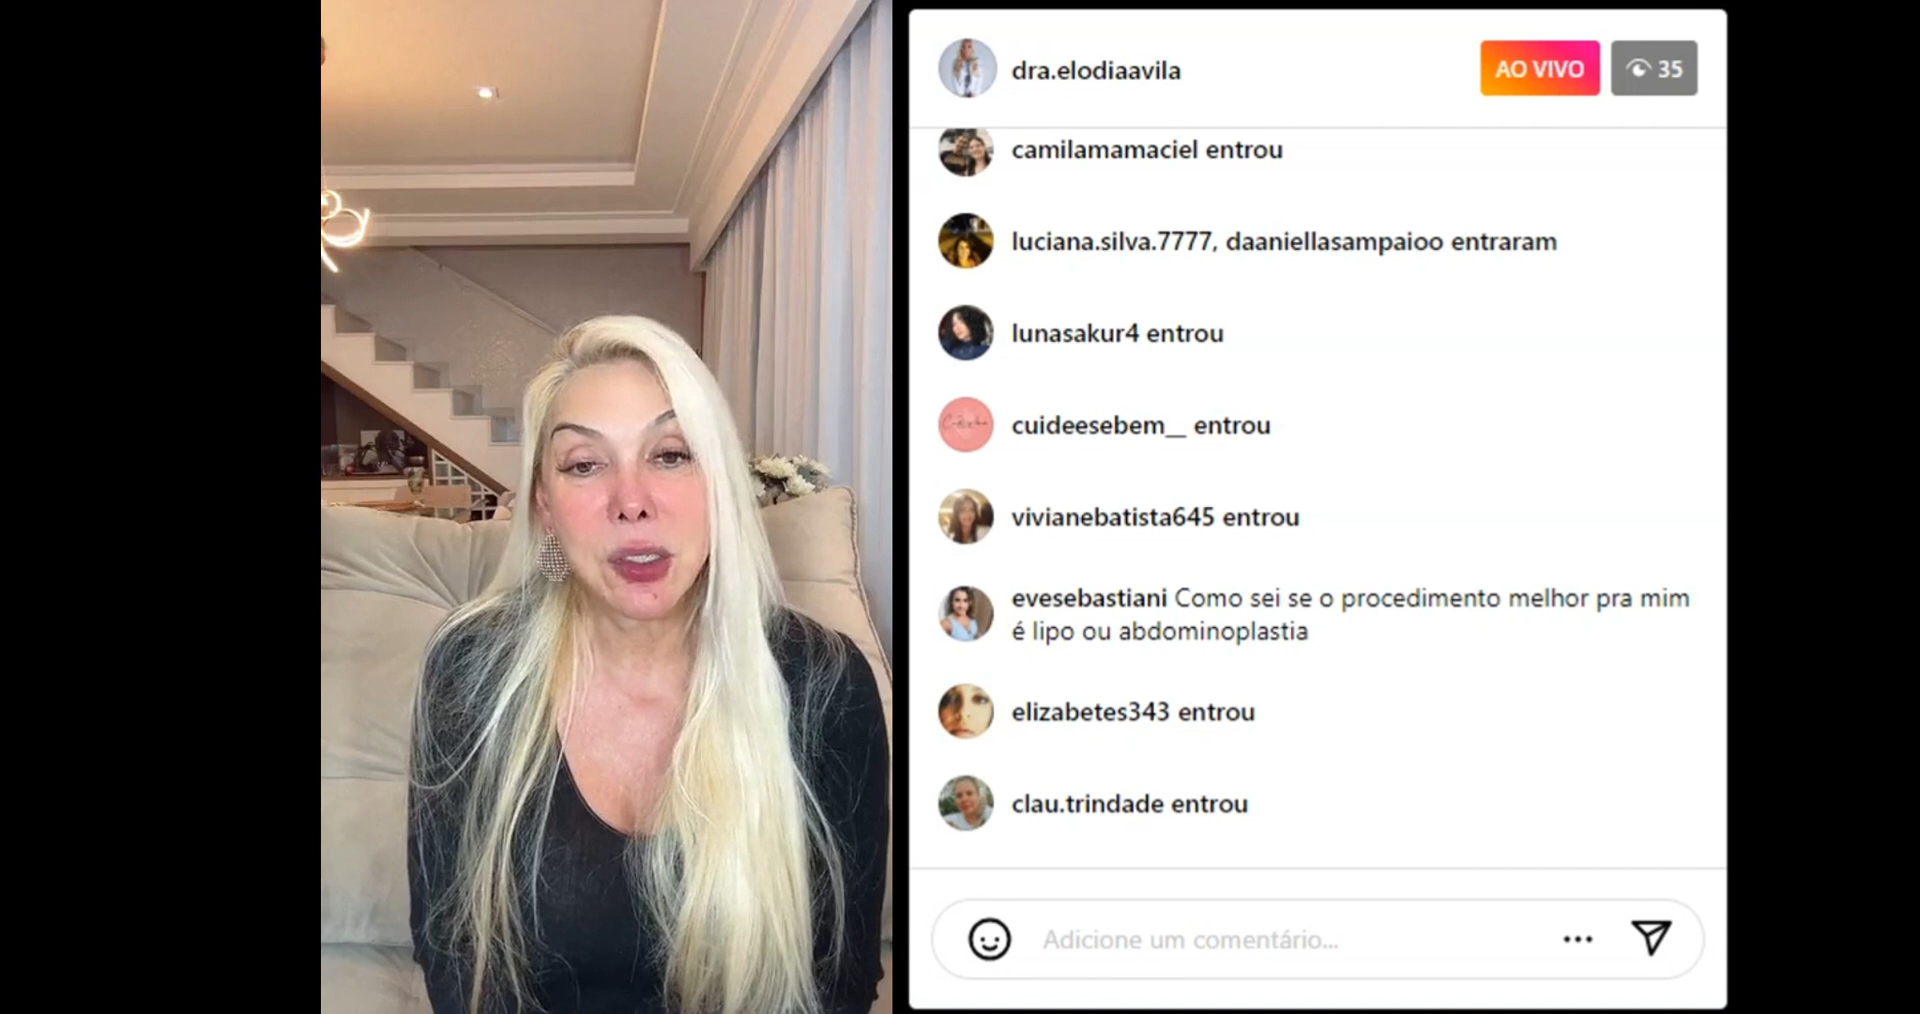 dra.elodiaavila
AO VIVO
35
camilamamaciel entrou
luciana.silva.7777, daaniellasampaioo entraram
lunasakur4 entrou
cuideesebem__ entrou
vivianebatista645 entrou
evesebastiani Como sei se o procedimento melhor pra mim
é lipo ou abdominoplastia
elizabetes343 entrou
clau.trindade entrou
Adicione um comentário...